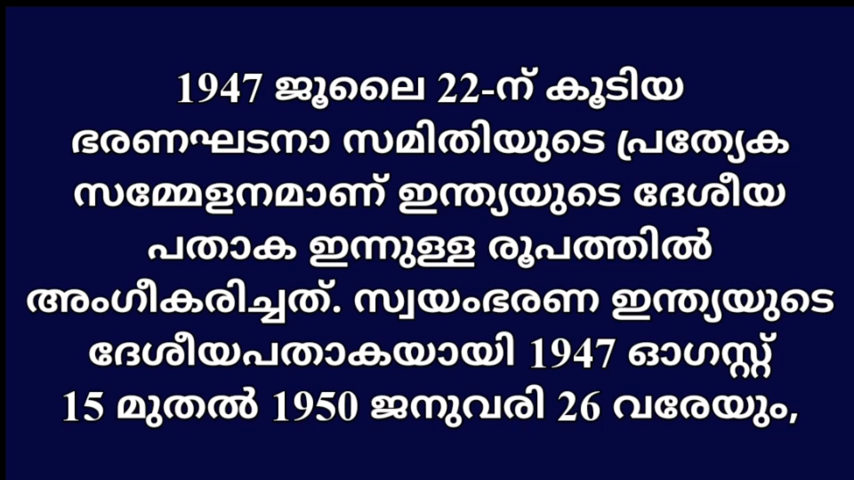 1947 ജൂലൈ 22-ന് കൂടിയ
ഭരണഘടനാ സമിതിയുടെ പ്രത്യേക
സമ്മേളനമാണ് ഇന്ത്യയുടെ ദേശീയ
പതാക ഇന്നുള്ള രൂപത്തിൽ
അംഗീകരിച്ചത്. സ്വയംഭരണ ഇന്ത്യയുടെ
ദേശീയപതാകയായി 1947 ഓഗസ്റ്റ്
15 മുതൽ 1950 ജനുവരി 26 വരേയും,